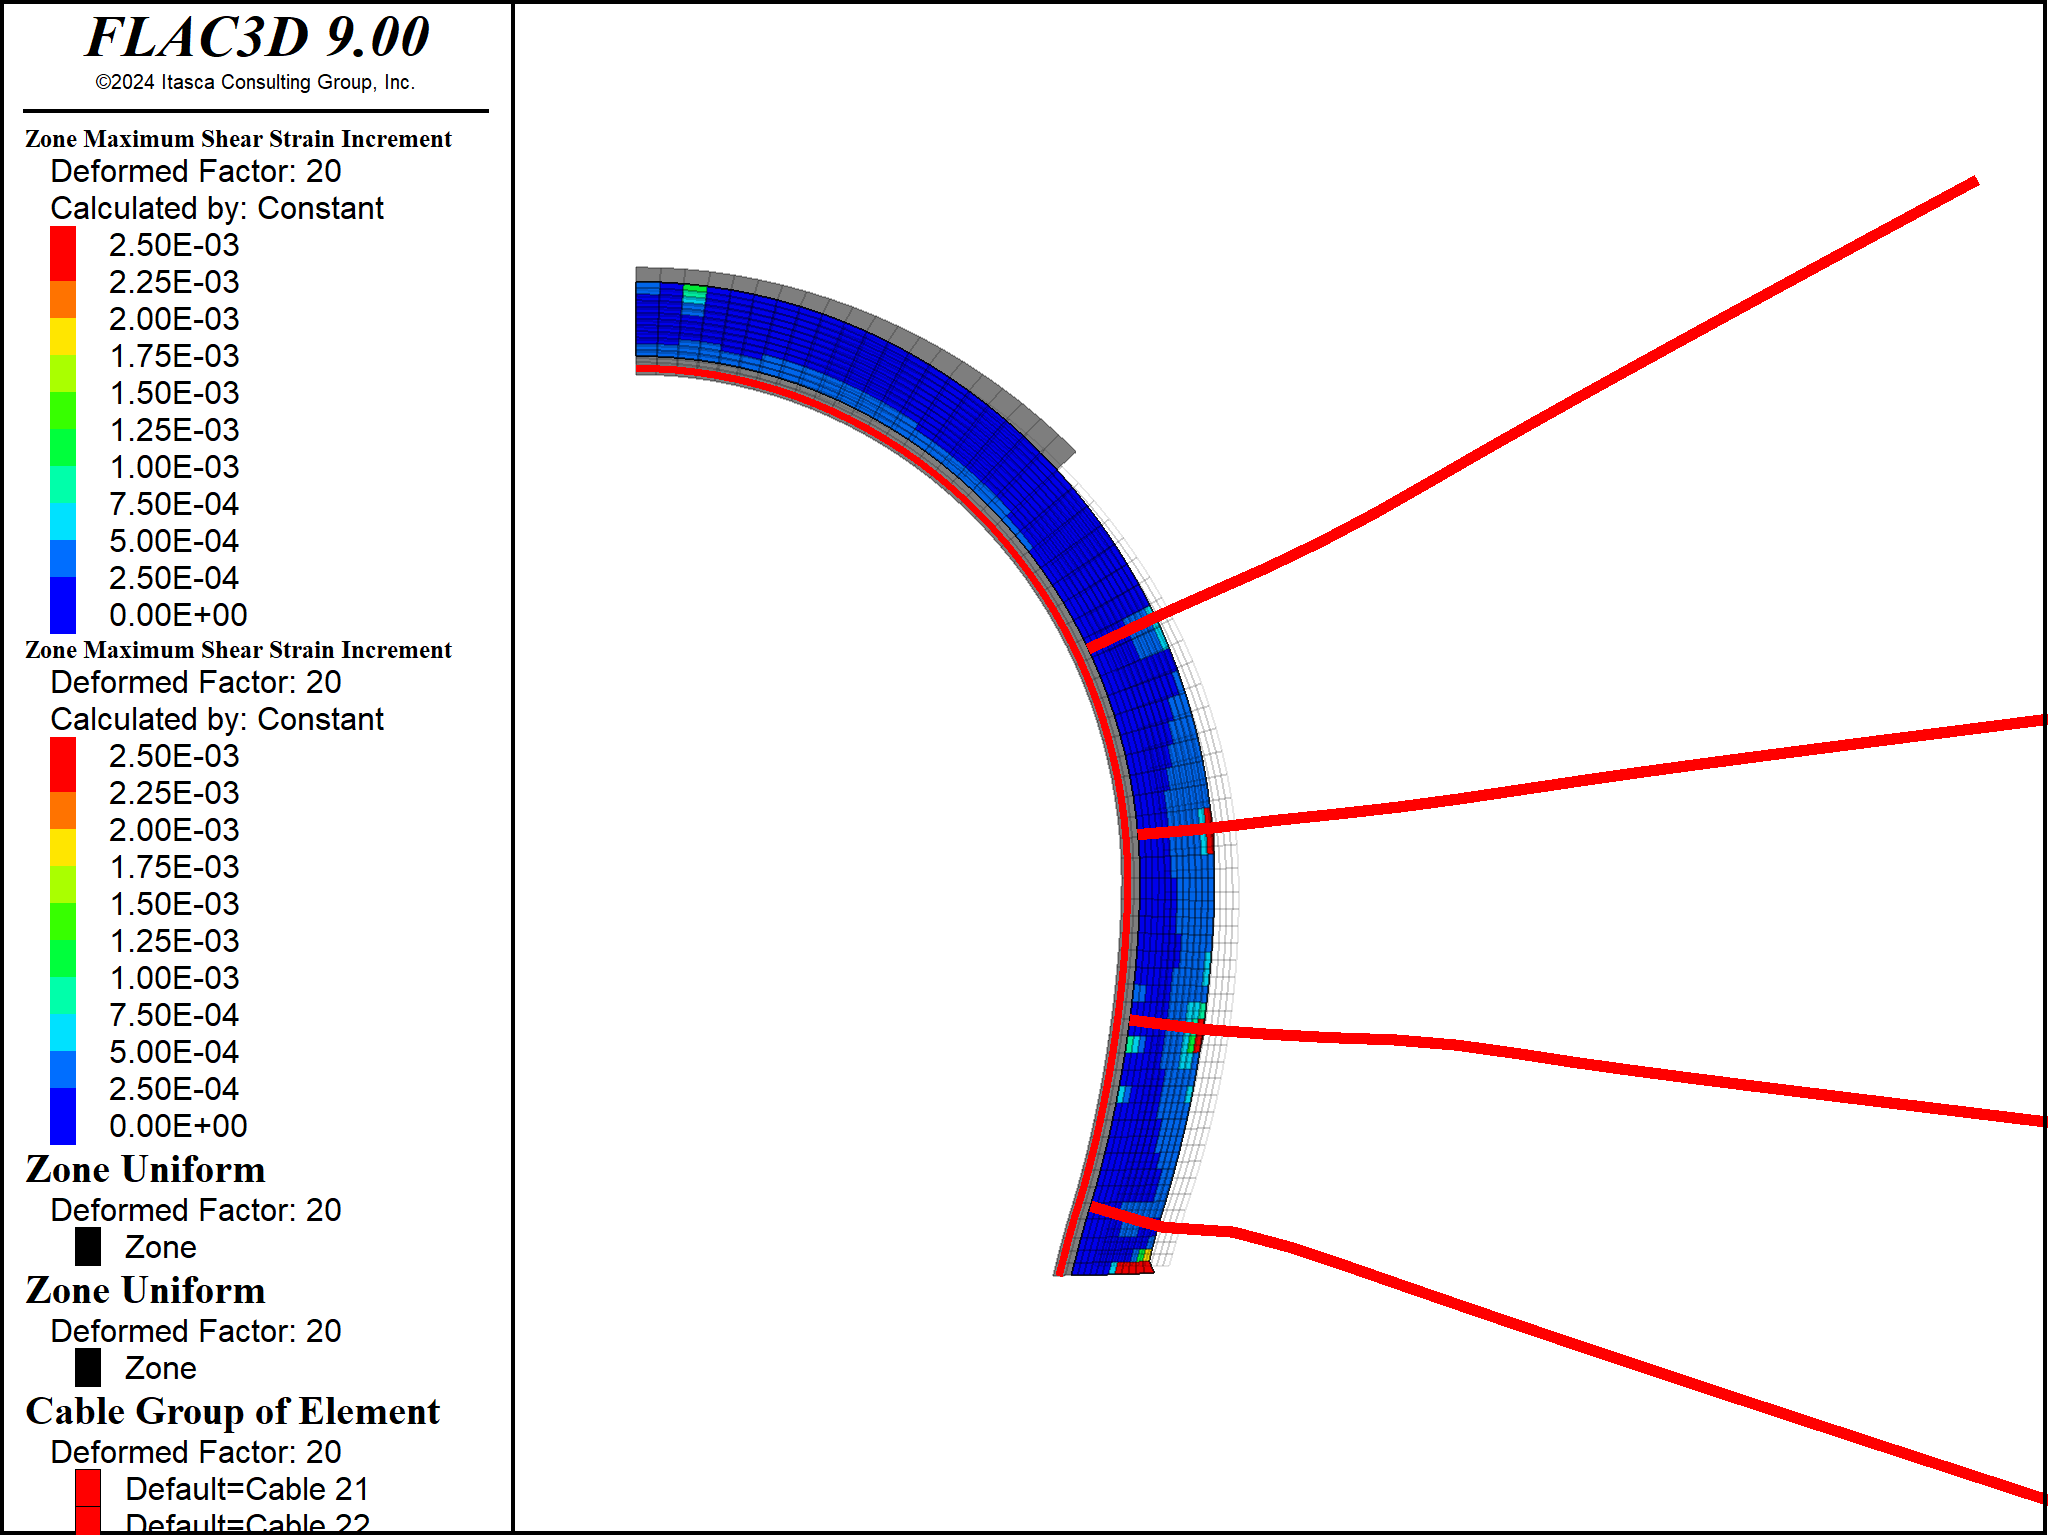 FLAC3D 9.00
©2024 Itasca Consulting Group, Inc.
Zone Maximum Shear Strain Increment
Deformed Factor: 20
Calculated by: Constant
2.50E-03
2.25E-03
2.00E-03
1.75E-03
1.50E-03
1.25E-03
1.00E-03
7.50E-04
5.00E-04
2.50E-04
0.00E+00
Zone Maximum Shear Strain Increment
Deformed Factor: 20
Calculated by: Constant
2.50E-03
2.25E-03
2.00E-03
1.75E-03
1.50E-03
1.25E-03
1.00E-03
7.50E-04
5.00E-04
2.50E-04
0.00E+00
Zone Uniform
Deformed Factor: 20
Zone
Zone Uniform
Deformed Factor: 20
Zone
Cable Group of Element
Deformed Factor: 20
Default=Cable 21
Default=Cable 22